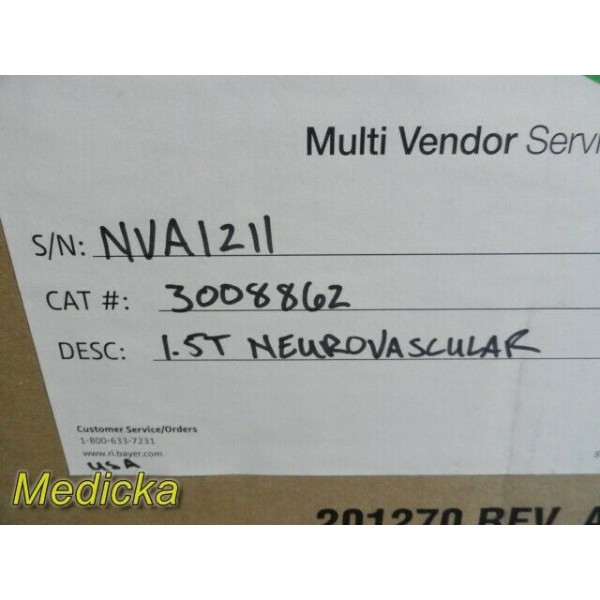 Multi Vendor Servi
S/N: NVA1211
CAT #: 3008862
DESC: 1.5T NEUROVASCULAR
Customer Service/Orders
1-800-633-7231
www.ri.bayer.com
USA
Medicka
201270 REV. A